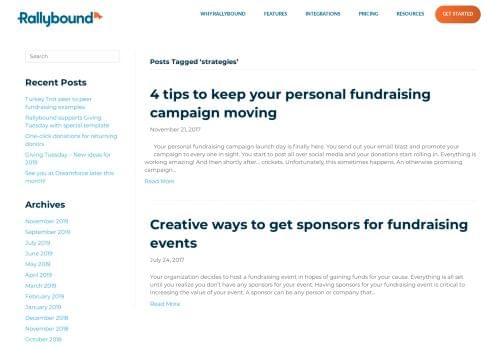 Rallybound
WHY RALLYBOUND
FEATURES
INTEGRATIONS
PRICING
RESOURCES
GET STARTED
Search
Recent Posts
Turkey Trot peer to peer
fundraising examples
Rallybound supports Giving
Tuesday with special template
One-click donations for returning
donors
Giving Tuesday – New ideas for
2019
See you at Dreamforce later this
month!
Archives
November 2019
September 2019
July 2019
June 2019
May 2019
April 2019
March 2019
February 2019
January 2019
December 2018
November 2018
October 2018
Posts Tagged ‘strategies’
4 tips to keep your personal fundraising
campaign moving
November 21, 2017
Your personal fundraising campaign launch day is finally here. You send out your email blast and promote your
campaign to every one in sight. You start to post all over social media and your donations start rolling in. Everything is
working amazing! And then shortly after... crickets. Unfortunately, this sometimes happens. An otherwise promising
campaign...
Read More
Creative ways to get sponsors for fundraising
events
July 24, 2017
Your organization decides to host a fundraising event in hopes of gaining funds for your cause. Everything is all set
until you realize you don’t have any sponsors for your event. Having sponsors for your fundraising event is critical to
increasing the value of your event. A sponsor can be any person or company that...
Read More